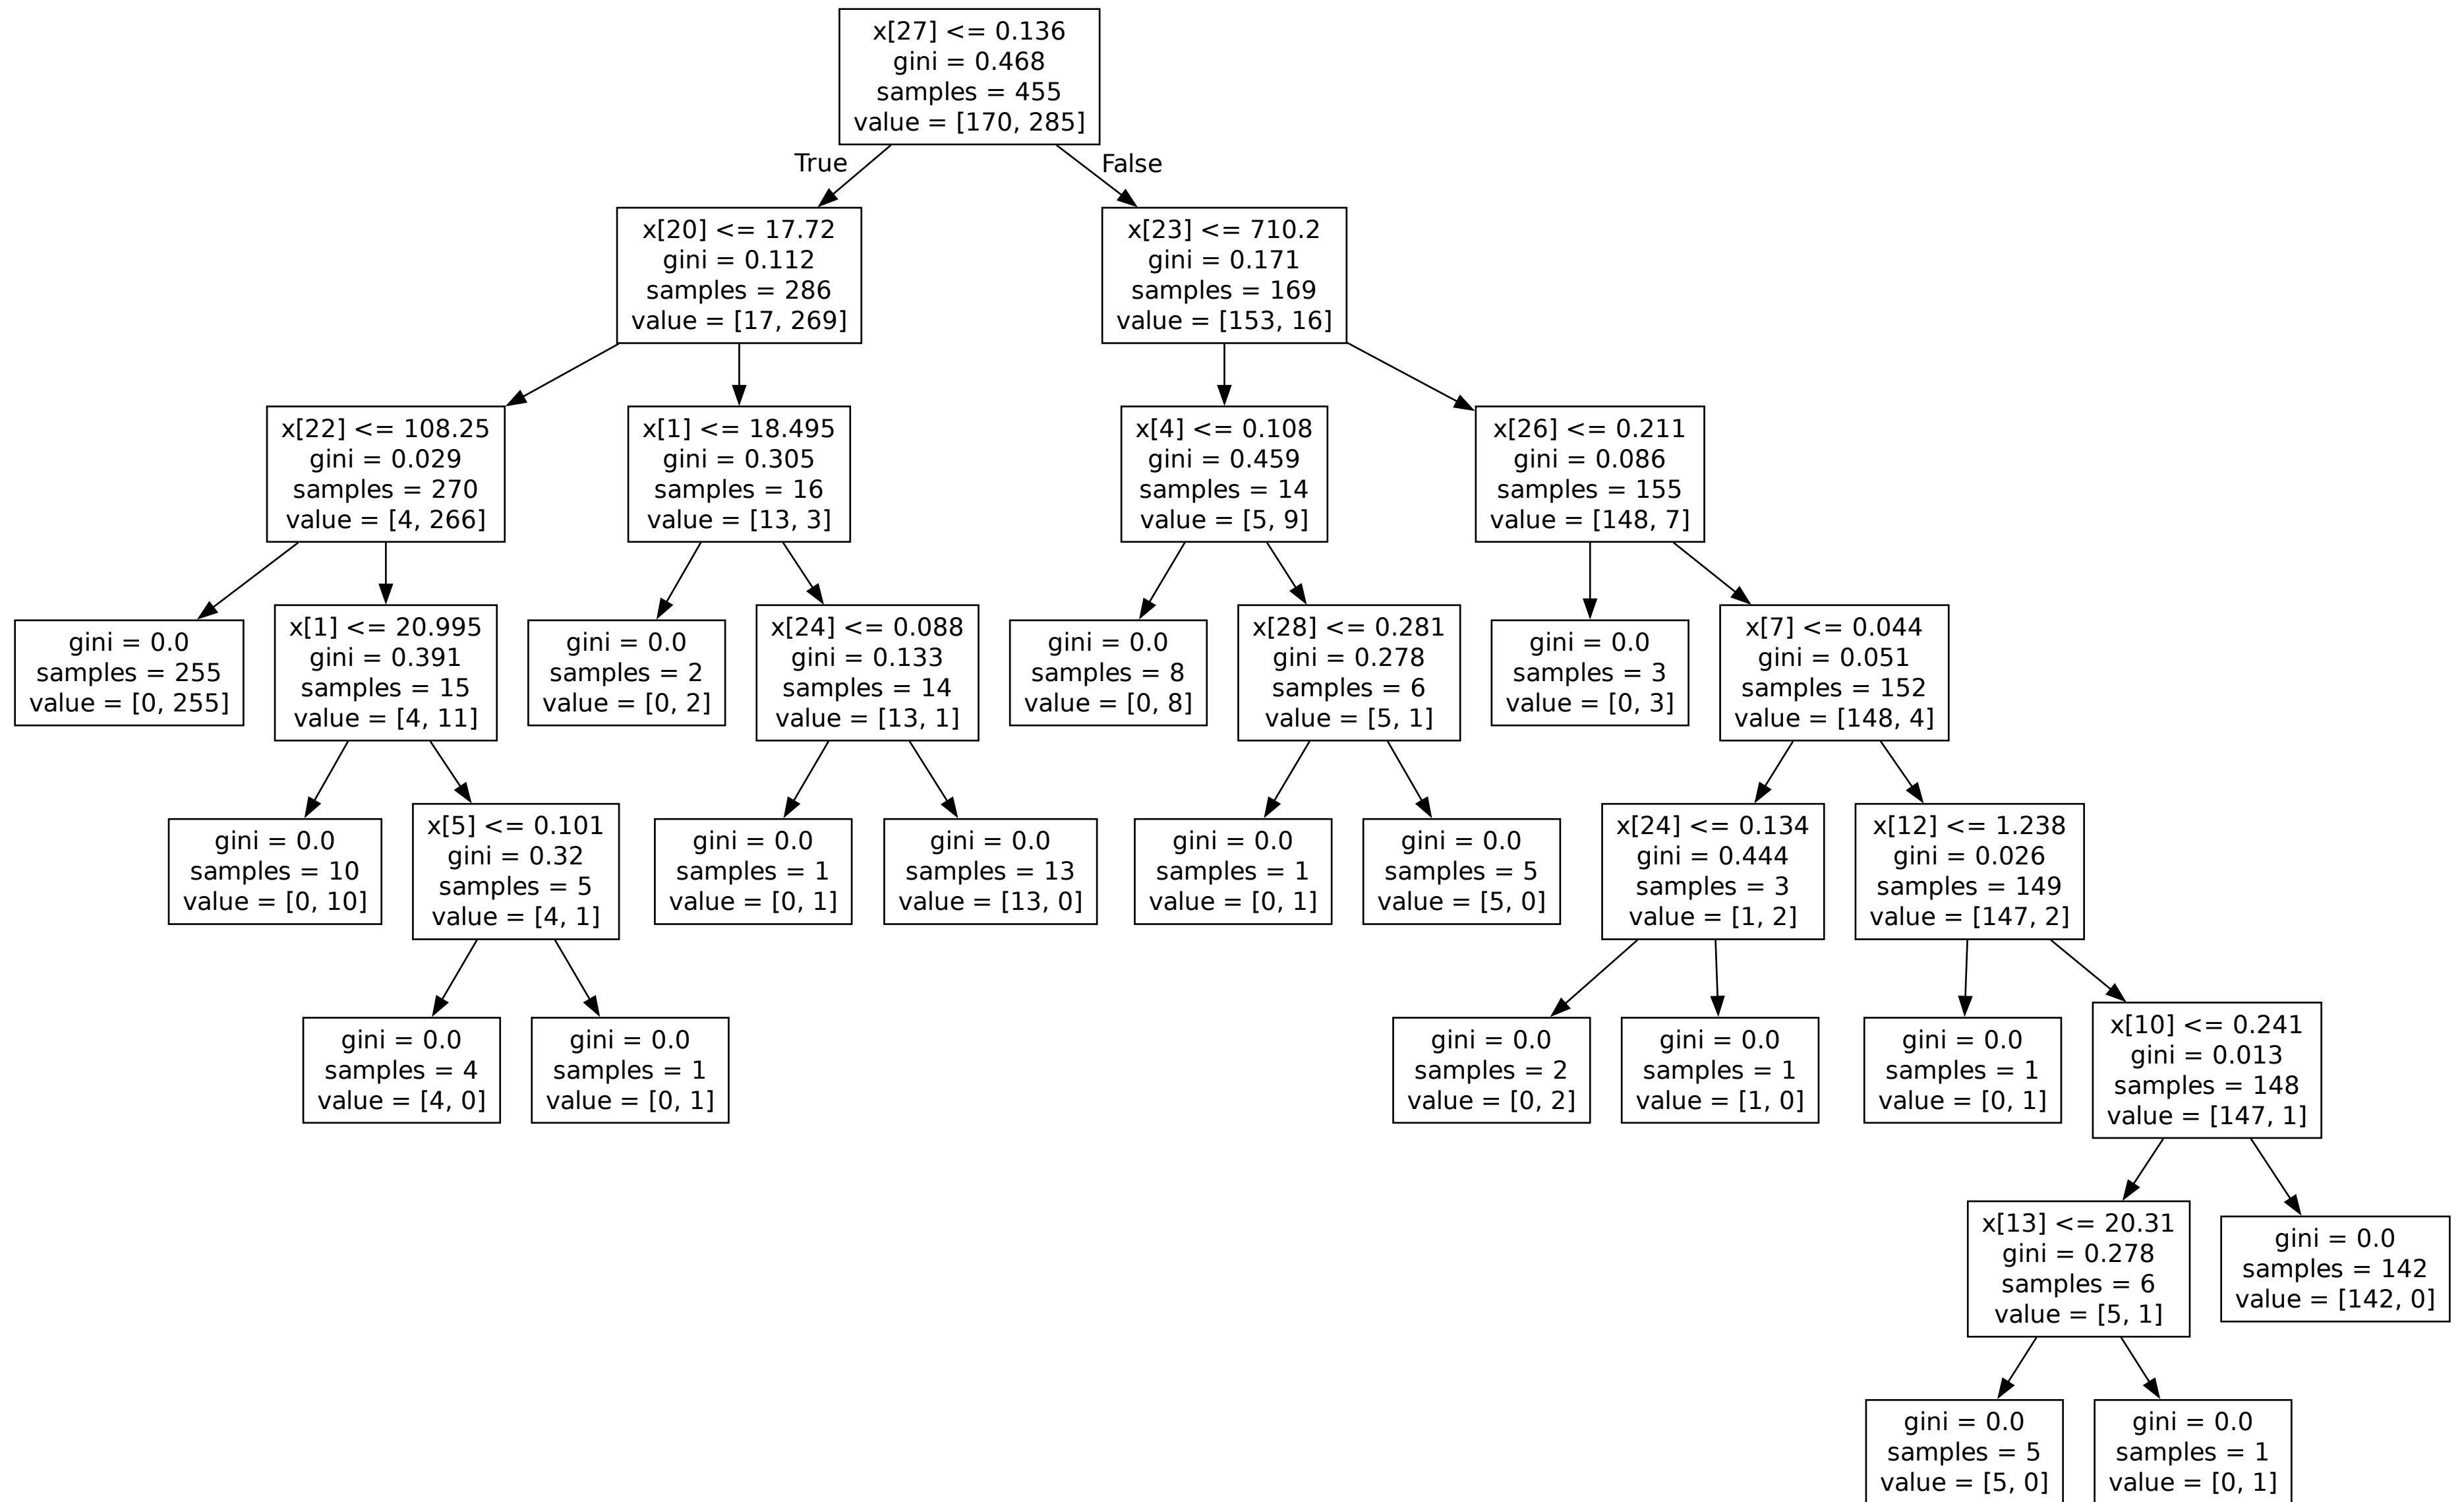 x[27] <= 0.136
gini = 0.468
samples = 455
value = [170, 285]
True
False
x[20] <= 17.72
gini = 0.112
samples = 286
value = [17, 269]
x[23] <= 710.2
gini = 0.171
samples = 169
value = [153, 16]
x[22] <= 108.25
gini = 0.029
samples = 270
value = [4, 266]
x[1] <= 18.495
gini = 0.305
samples = 16
value = [13, 3]
x[4] <= 0.108
gini = 0.459
samples = 14
value = [5, 9]
x[26] <= 0.211
gini = 0.086
samples = 155
value = [148, 7]
gini = 0.0
samples = 255
value = [0, 255]
x[1] <= 20.995
gini = 0.391
samples = 15
value = [4, 11]
gini = 0.0
samples = 2
value = [0, 2]
x[24] <= 0.088
gini = 0.133
samples = 14
value = [13, 1]
gini = 0.0
samples = 8
value = [0, 8]
x[28] <= 0.281
gini = 0.278
samples = 6
value = [5, 1]
gini = 0.0
samples = 3
value = [0, 3]
x[7] <= 0.044
gini = 0.051
samples = 152
value = [148, 4]
gini = 0.0
samples = 10
value = [0, 10]
x[5] <= 0.101
gini = 0.32
samples = 5
value = [4, 1]
gini = 0.0
samples = 1
value = [0, 1]
gini = 0.0
samples = 13
value = [13, 0]
gini = 0.0
samples = 1
value = [0, 1]
gini = 0.0
samples = 5
value = [5, 0]
x[24] <= 0.134
gini = 0.444
samples = 3
value = [1, 2]
x[12] <= 1.238
gini = 0.026
samples = 149
value = [147, 2]
gini = 0.0
samples = 4
value = [4, 0]
gini = 0.0
samples = 1
value = [0, 1]
gini = 0.0
samples = 2
value = [0, 2]
gini = 0.0
samples = 1
value = [1, 0]
gini = 0.0
samples = 1
value = [0, 1]
x[10] <= 0.241
gini = 0.013
samples = 148
value = [147, 1]
x[13] <= 20.31
gini = 0.278
samples = 6
value = [5, 1]
gini = 0.0
samples = 142
value = [142, 0]
gini = 0.0
samples = 5
value = [5, 0]
gini = 0.0
samples = 1
value = [0, 1]